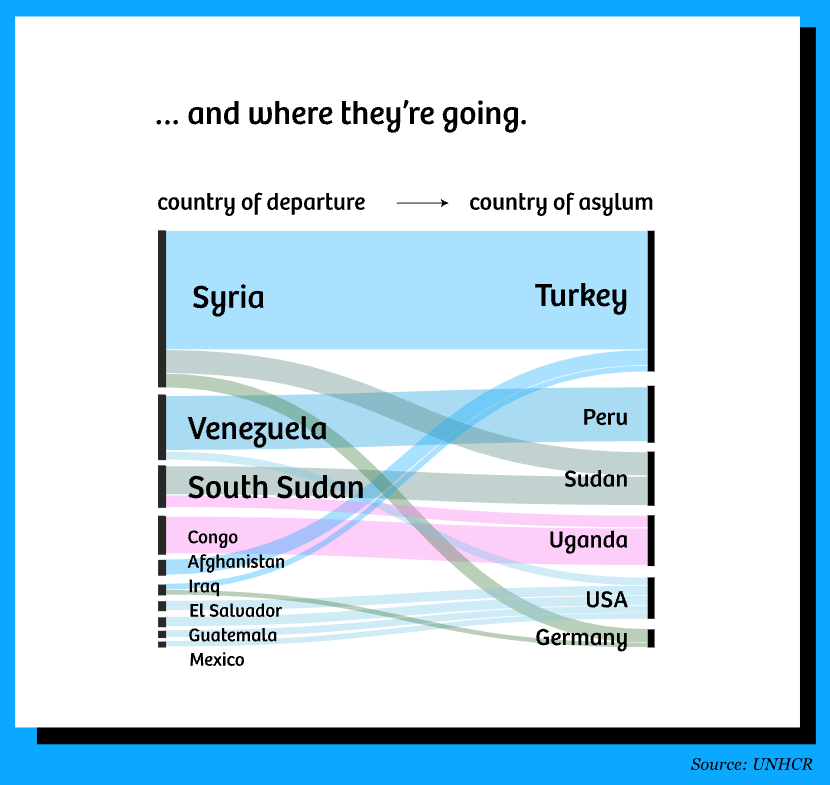 ... and where they're going.
country of departure → country of asylum
Syria
Turkey
Venezuela
Peru
South Sudan
Sudan
Congo
Uganda
Afghanistan
Iraq
El Salvador
USA
Guatemala
Germany
Mexico
Source: UNHCR